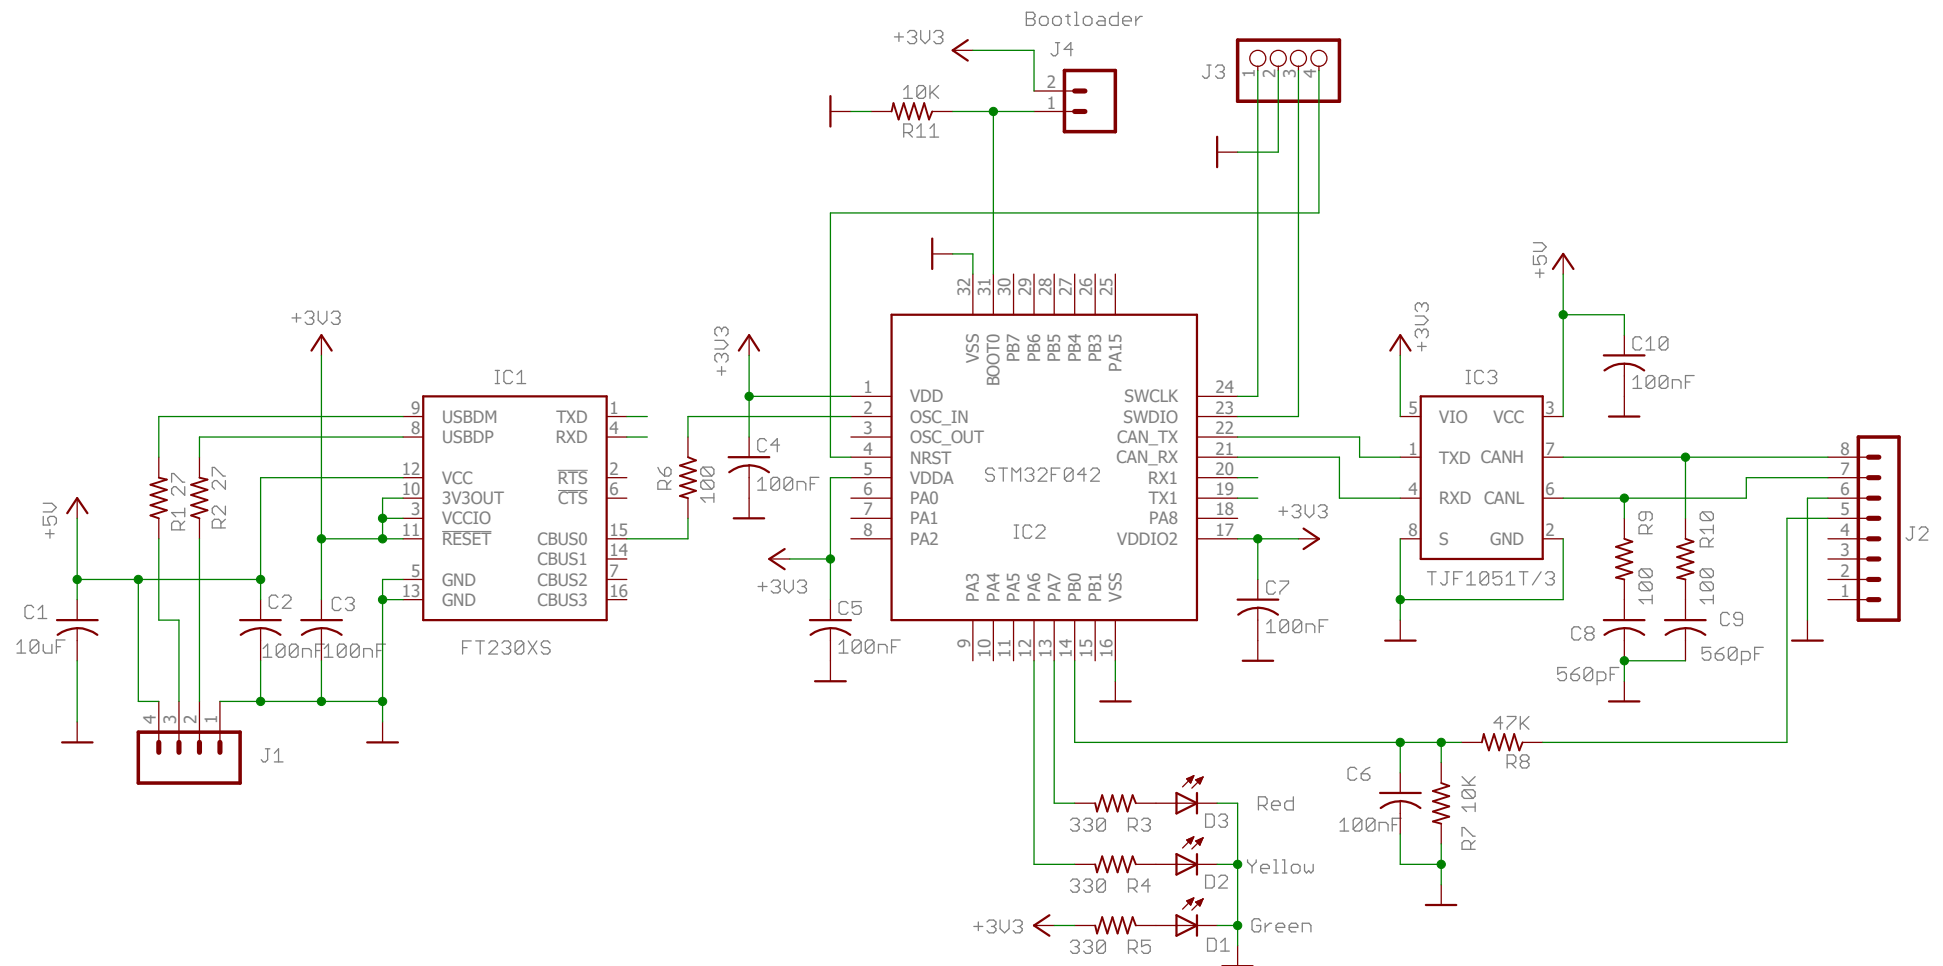 Bootloader
+3V3
J4
2
1
10K
R11
J3
1
2
3
4
+5V
+3V3
+3V3
+3V3
32
31
30
29
28
27
26
25
VSS
BOOT0
PB7
PB6
PB5
PB4
PB3
PA15
IC1
9 USBDM TXD 1
8 USBDP RXD 4
12 VCC RTS 2
10 3V3OUT CTS 6
3 VCCIO
11 RESET CBUS0 15
CBUS1 14
5 GND CBUS2 7
13 GND CBUS3 16
FT230XS
R1 27
R2 27
+5V
C1
10uF
C2
100nF
C3
100nF
4
3
2
1
J1
R6
100
C4
100nF
+3V3
C5
100nF
1 VDD SWCLK 24
2 OSC_IN SWDIO 23
3 OSC_OUT CAN_TX 22
4 NRST CAN_RX 21
5 VDDA RX1 20
6 PA0 TX1 19
7 PA1 PA8 18
8 PA2 VDDIO2 17
STM32F042
IC2
PA3
PA4
PA5
PA6
PA7
PB0
PB1
VSS
9
10
11
12
13
14
15
16
+3V3
C7
100nF
C10
100nF
IC3
5 VIO VCC 3
1 TXD CANH 7
4 RXD CANL 6
8 S GND 2
TJF1051T/3
R9
100
R10
100
C8
560pF
C9
560pF
8
7
6
5
4
3
2
1
J2
47K
R8
C6
100nF
R7 10K
330 R3 D3 Red
330 R4 D2 Yellow
+3V3 330 R5 D1 Green